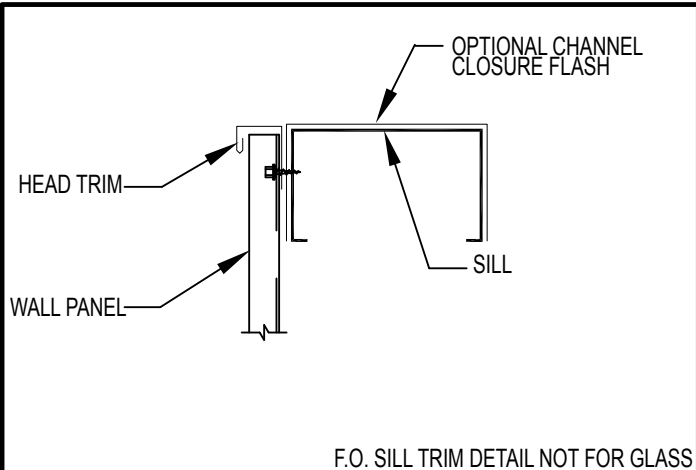 OPTIONAL CHANNEL
CLOSURE FLASH
HEAD TRIM
SILL
WALL PANEL
F.O. SILL TRIM DETAIL NOT FOR GLASS